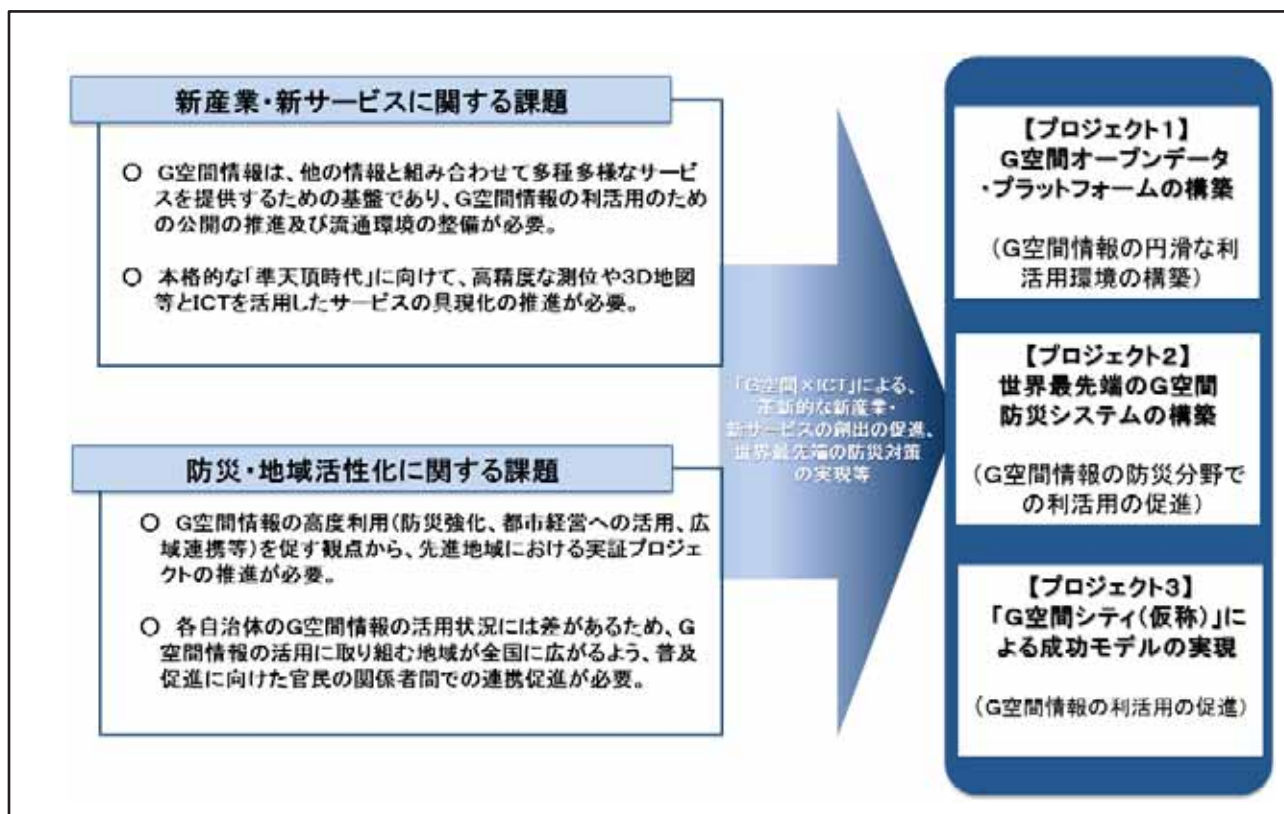 新産業・新サービスに関する課題
○ G空間情報は、他の情報と組み合わせて多種多様なサービ
スを提供するための基盤であり、G空間情報の利活用のため
の公開の推進及び流通環境の整備が必要。
○ 本格的な「準天頂時代」に向けて、高精度な測位や3D地図
等とICTを活用したサービスの具現化の推進が必要。
防災・地域活性化に関する課題
○ G空間情報の高度利用(防災強化、都市経営への活用、広
域連携等)を促す観点から、先進地域における実証プロジェ
クトの推進が必要。
○ 各自治体のG空間情報の活用状況には差があるため、G
空間情報の活用に取り組む地域が全国に広がるよう、普及
促進に向けた官民の関係者間での連携促進が必要。
「G空間×ICT」による、
革新的な新産業・
新サービスの創出の促進、
世界最先端の防災対策
の実現等
【プロジェクト1】
G空間オープンデータ
・プラットフォームの構築
(G空間情報の円滑な利
活用環境の構築)
【プロジェクト2】
世界最先端のG空間
防災システムの構築
(G空間情報の防災分野で
の利活用の促進)
【プロジェクト3】
「G空間シティ(仮称)」に
よる成功モデルの実現
(G空間情報の利活用の促進)